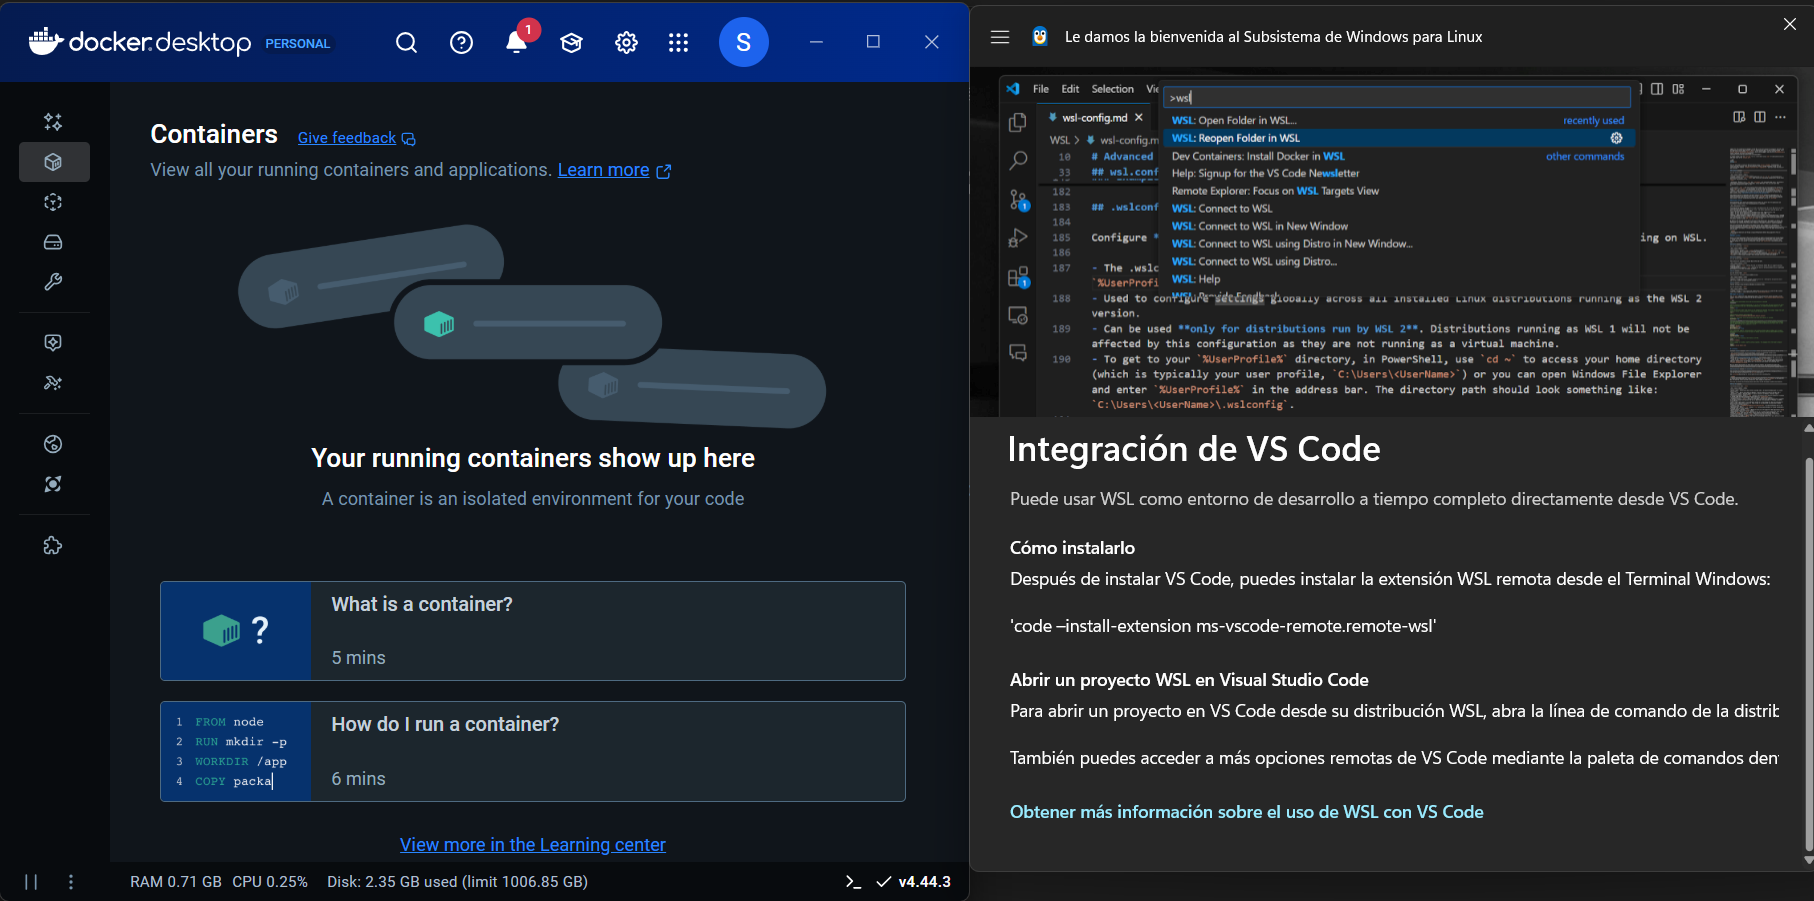 docker.desktop PERSONAL
1
S
Containers
Give feedback
View all your running containers and applications. Learn more
Your running containers show up here
A container is an isolated environment for your code
?
What is a container?
5 mins
1 FROM node
2 RUN mkdir -p
3 WORKDIR /app
4 COPY packa
How do I run a container?
6 mins
View more in the Learning center
RAM 0.71 GB CPU 0.25% Disk: 2.35 GB used (limit 1006.85 GB)
v4.44.3
Le damos la bienvenida al Subsistema de Windows para Linux
File Edit Selection
>wsl
wsl-config.md
WSL: Open Folder in WSL... recently used
WSL: Reopen Folder in WSL
Dev Containers: Install Docker in WSL other commands
Help: Signup for the VS Code Newsletter
Remote Explorer: Focus on WSL Targets View
WSL: Connect to WSL
WSL: Connect to WSL in New Window
WSL: Connect to WSL using Distro in New Window...
WSL: Connect to WSL using Distro...
WSL: Help
WSL > wsl-config.m
10 # Advanced
33 ## wsl.conf
182
183 ## .wslconf
184
185 Configure * ng on WSL.
186
187 - The .wslc
`%UserProfi
188 - Used to configure settings globally across all installed Linux distributions running as the WSL 2
version.
189 - Can be used **only for distributions run by WSL 2**. Distributions running as WSL 1 will not be
affected by this configuration as they are not running as a virtual machine.
190 - To get to your `%UserProfile%` directory, in PowerShell, use `cd ~` to access your home directory
(which is typically your user profile, `C:\Users\<UserName>`) or you can open Windows File Explorer
and enter `%UserProfile%` in the address bar. The directory path should look something like:
`C:\Users\<UserName>\.wslconfig`.
Integración de VS Code
Puede usar WSL como entorno de desarrollo a tiempo completo directamente desde VS Code.
Cómo instalarlo
Después de instalar VS Code, puedes instalar la extensión WSL remota desde el Terminal Windows:
'code –install-extension ms-vscode-remote.remote-wsl'
Abrir un proyecto WSL en Visual Studio Code
Para abrir un proyecto en VS Code desde su distribución WSL, abra la línea de comando de la distrib
También puedes acceder a más opciones remotas de VS Code mediante la paleta de comandos den
Obtener más información sobre el uso de WSL con VS Code